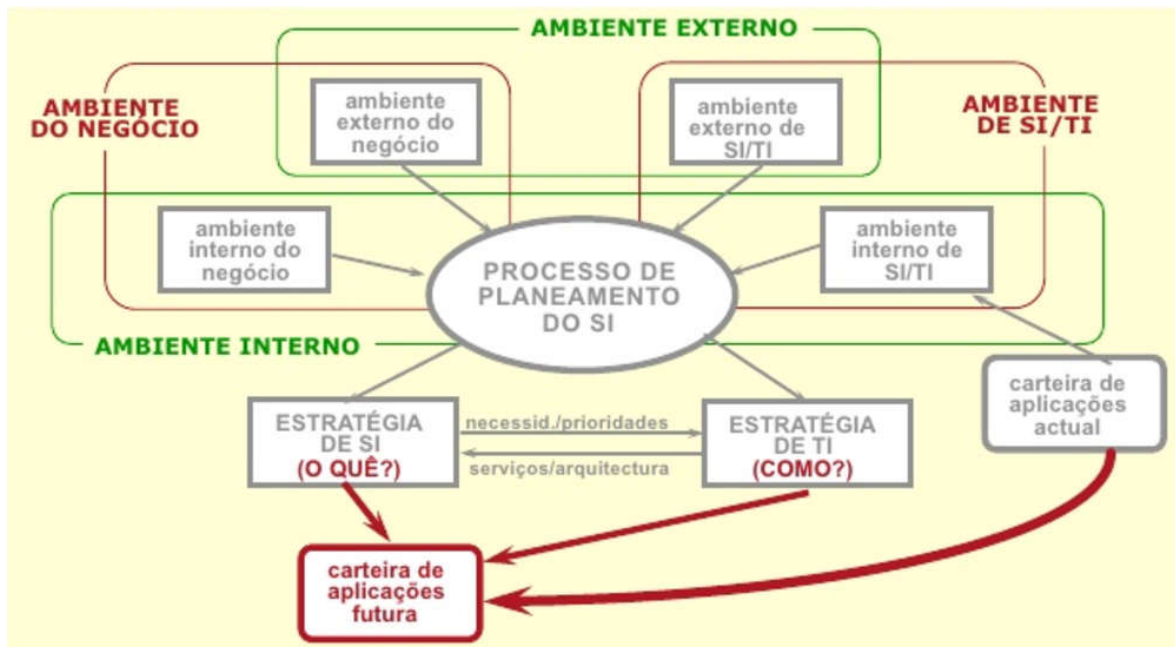 AMBIENTE EXTERNO
AMBIENTE
DO NEGÓCIO
ambiente
externo do
negócio
ambiente
externo de
SI/TI
AMBIENTE
DE SI/TI
ambiente
interno do
negócio
PROCESSO DE
PLANEAMENTO
DO SI
ambiente
interno de
SI/TI
AMBIENTE INTERNO
carteira de
aplicações
actual
ESTRATÉGIA
DE SI
(O QUÊ?)
necessid./prioridades
serviços/arquitectura
ESTRATÉGIA
DE TI
(COMO?)
carteira de
aplicações
futura